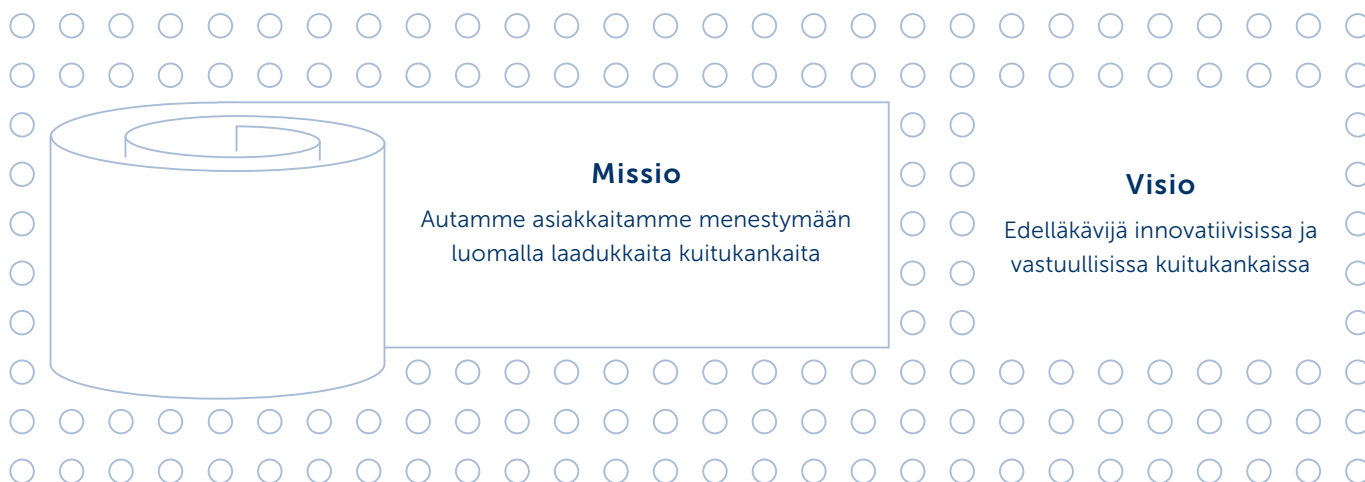 Missio
Autamme asiakkaitamme menestymään
luomalla laadukkaita kuitukankaita
Visio
Edelläkävijä innovatiivisissa ja
vastuullisissa kuitukankaissa